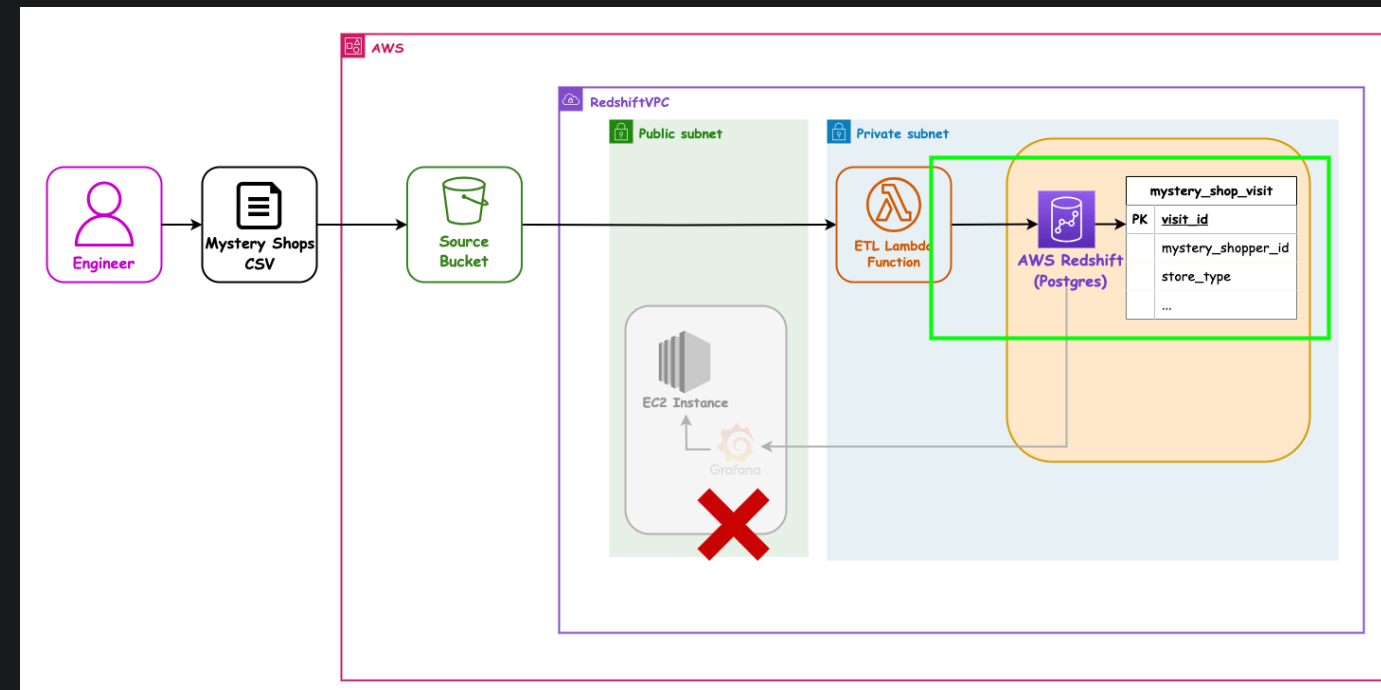 AWS
RedshiftVPC
Public subnet
Private subnet
Engineer
Mystery Shops
CSV
Source
Bucket
ETL Lambda
Function
AWS Redshift
(Postgres)
mystery_shop_visit
PK visit_id
mystery_shopper_id
store_type
...
EC2 Instance
Grafana